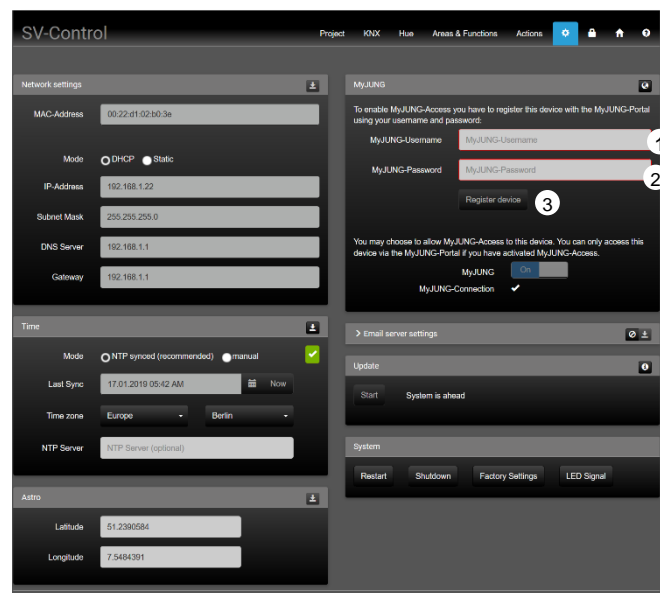 SV-Control
Project KNX Hue Areas & Functions Actions
Network settings
MAC-Address 00:22:d1:02:b0:3e
Mode DHCP Static
IP-Address 192.168.1.22
Subnet Mask 255.255.255.0
DNS Server 192.168.1.1
Gateway 192.168.1.1
Time
Mode NTP synced (recommended) manual
Last Sync 17.01.2019 05:42 AM Now
Time zone Europe Berlin
NTP Server NTP Server (optional)
Astro
Latitude 51.2390584
Longitude 7.5484391
MyJUNG
To enable MyJUNG-Access you have to register this device with the MyJUNG-Portal
using your username and password:
MyJUNG-Username MyJUNG-Username 1
MyJUNG-Password MyJUNG-Password 2
Register device 3
You may choose to allow MyJUNG-Access to this device. You can only access this
device via the MyJUNG-Portal if you have activated MyJUNG-Access.
MyJUNG On
MyJUNG-Connection
Email server settings
Update
Start System is ahead
System
Restart Shutdown Factory Settings LED Signal